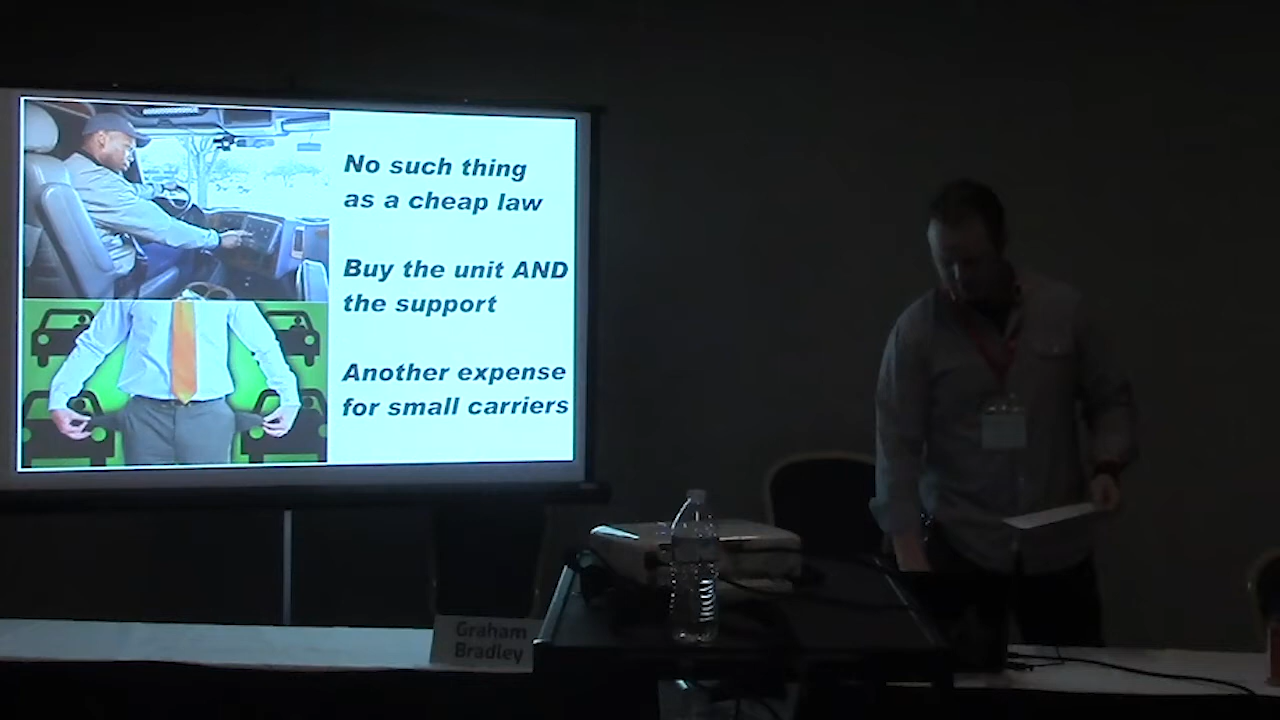 No such thing
as a cheap law
Buy the unit AND
the support
Another expense
for small carriers
Graham
Bradley